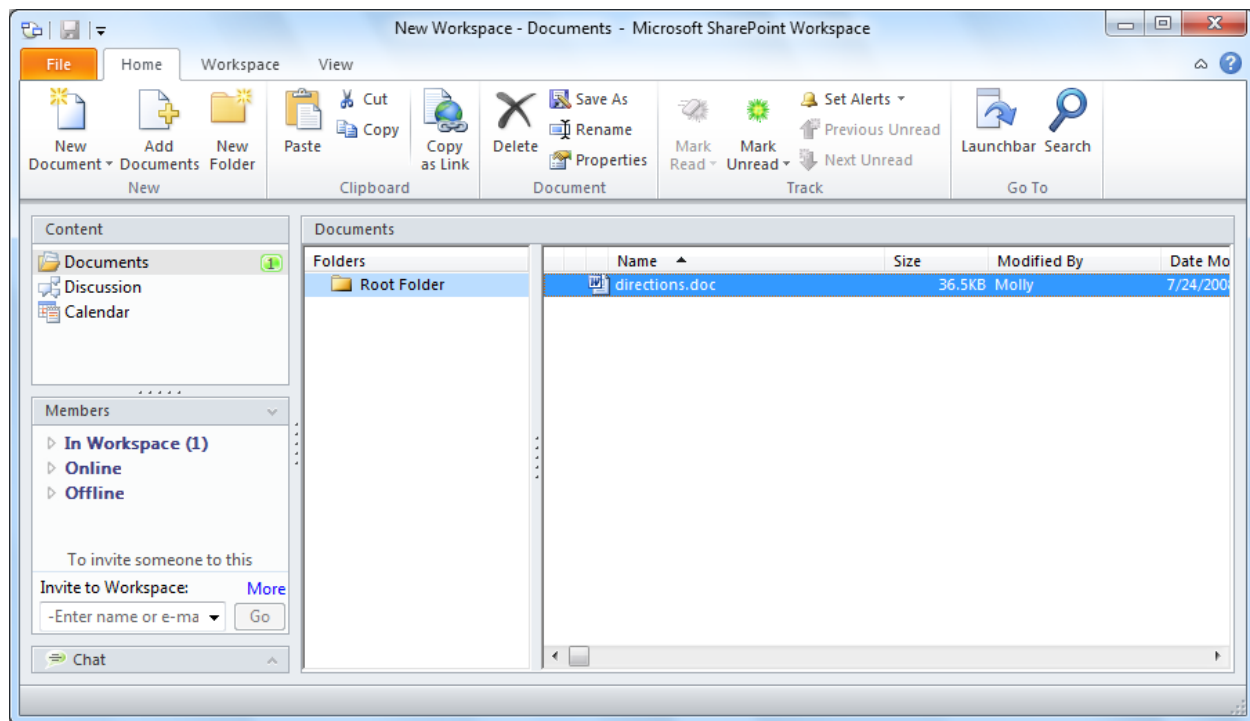 New Workspace - Documents - Microsoft SharePoint Workspace
File Home Workspace View
New Document Add Documents New Folder
New
Paste Cut Copy Copy as Link
Clipboard
Delete Save As Rename Properties
Document
Mark Read Mark Unread Set Alerts Previous Unread Next Unread
Track
Launchbar Search
Go To
Content
Documents 1
Discussion
Calendar
Members
In Workspace (1)
Online
Offline
To invite someone to this
Invite to Workspace: More
-Enter name or e-ma Go
Chat
Documents
Folders
Root Folder
Name Size Modified By Date Mo
directions.doc 36.5KB Molly 7/24/2008